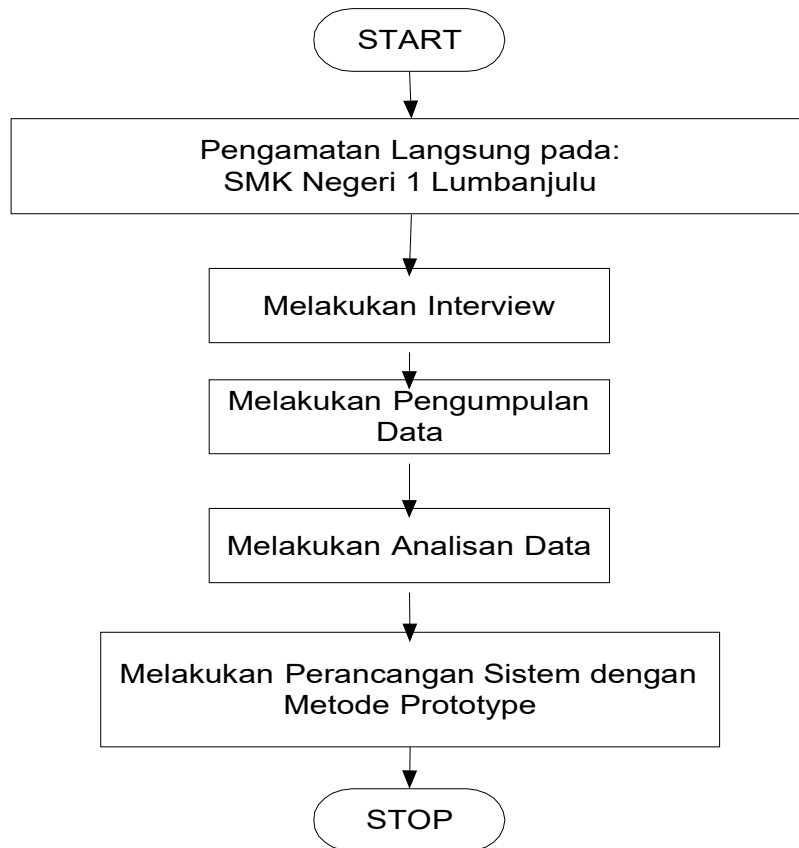 START
Pengamatan Langsung pada:
SMK Negeri 1 Lumbanjulu
Melakukan Interview
Melakukan Pengumpulan
Data
Melakukan Analisan Data
Melakukan Perancangan Sistem dengan
Metode Prototype
STOP